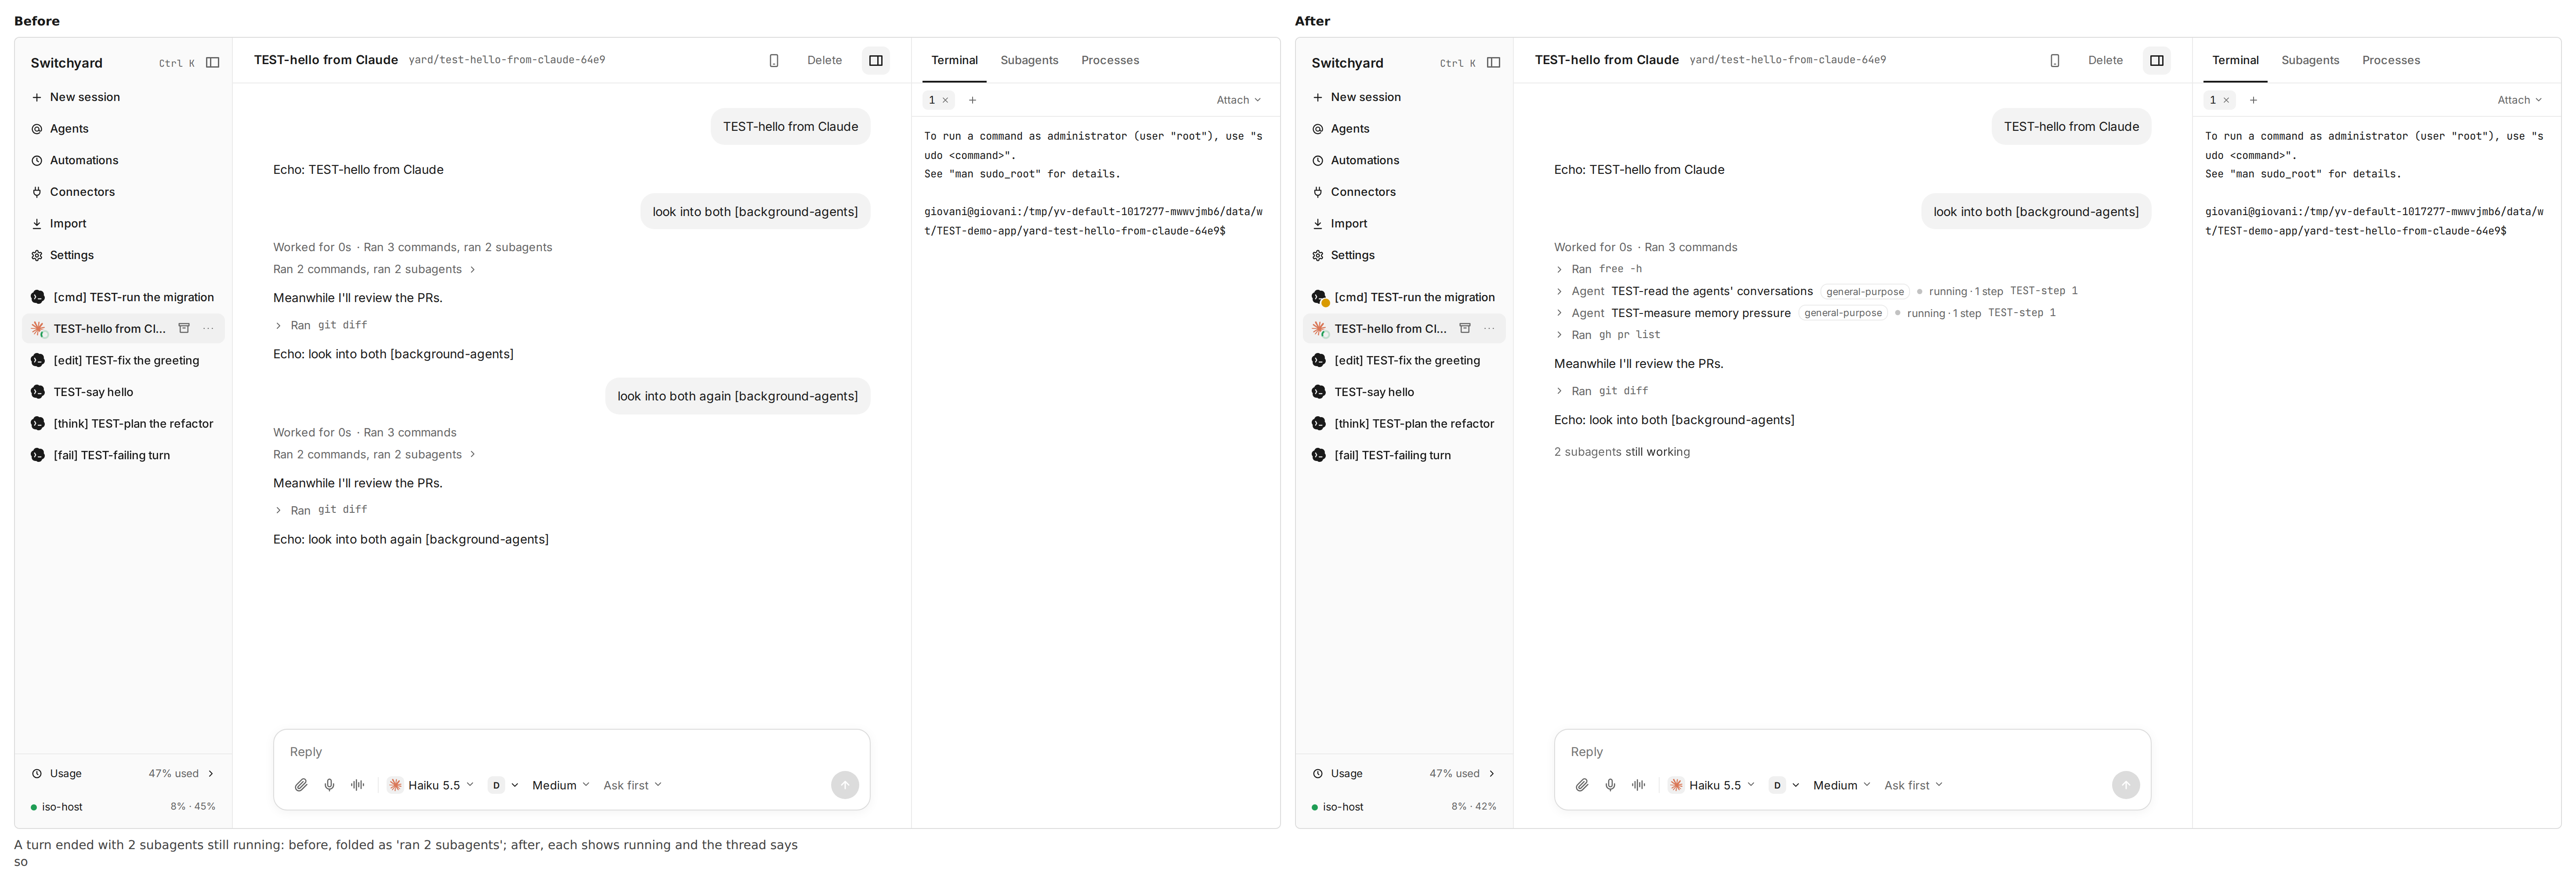 Before
Switchyard
Ctrl K
New session
Agents
Automations
Connectors
Import
Settings
[cmd] TEST-run the migration
TEST-hello from Cl...
[edit] TEST-fix the greeting
TEST-say hello
[think] TEST-plan the refactor
[fail] TEST-failing turn
Usage
47% used
iso-host
8% · 45%
TEST-hello from Claude
yard/test-hello-from-claude-64e9
Delete
TEST-hello from Claude
Echo: TEST-hello from Claude
look into both [background-agents]
Worked for 0s · Ran 3 commands, ran 2 subagents
Ran 2 commands, ran 2 subagents
Meanwhile I'll review the PRs.
Ran git diff
Echo: look into both [background-agents]
look into both again [background-agents]
Worked for 0s · Ran 3 commands
Ran 2 commands, ran 2 subagents
Meanwhile I'll review the PRs.
Ran git diff
Echo: look into both again [background-agents]
Reply
Haiku 5.5
D
Medium
Ask first
Terminal
Subagents
Processes
1 ×
+
Attach
To run a command as administrator (user "root"), use "s
udo <command>".
See "man sudo_root" for details.
giovani@giovani:/tmp/yv-default-1017277-mwwvjmb6/data/w
t/TEST-demo-app/yard-test-hello-from-claude-64e9$
After
Switchyard
Ctrl K
New session
Agents
Automations
Connectors
Import
Settings
[cmd] TEST-run the migration
TEST-hello from Cl...
[edit] TEST-fix the greeting
TEST-say hello
[think] TEST-plan the refactor
[fail] TEST-failing turn
Usage
47% used
iso-host
8% · 42%
TEST-hello from Claude
yard/test-hello-from-claude-64e9
Delete
TEST-hello from Claude
Echo: TEST-hello from Claude
look into both [background-agents]
Worked for 0s · Ran 3 commands
Ran free -h
Agent TEST-read the agents' conversations general-purpose running · 1 step TEST-step 1
Agent TEST-measure memory pressure general-purpose running · 1 step TEST-step 1
Ran gh pr list
Meanwhile I'll review the PRs.
Ran git diff
Echo: look into both [background-agents]
2 subagents still working
Reply
Haiku 5.5
D
Medium
Ask first
Terminal
Subagents
Processes
1 ×
+
Attach
To run a command as administrator (user "root"), use "s
udo <command>".
See "man sudo_root" for details.
giovani@giovani:/tmp/yv-default-1017277-mwwvjmb6/data/w
t/TEST-demo-app/yard-test-hello-from-claude-64e9$
A turn ended with 2 subagents still running: before, folded as 'ran 2 subagents'; after, each shows running and the thread says
so